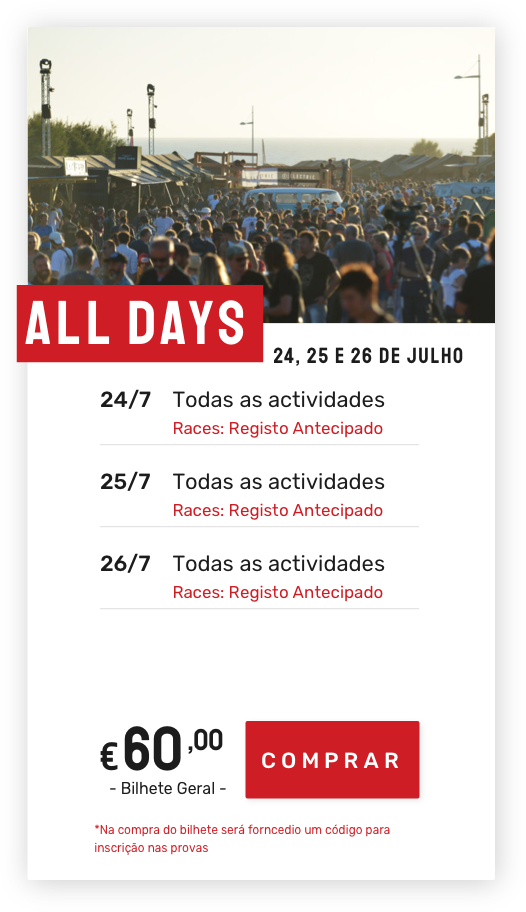 ALL DAYS
24, 25 E 26 DE JULHO
24/7 Todas as actividades
Races: Registo Antecipado
25/7 Todas as actividades
Races: Registo Antecipado
26/7 Todas as actividades
Races: Registo Antecipado
€60,00
- Bilhete Geral -
COMPRAR
*Na compra do bilhete será forncedio um código para
inscrição nas provas